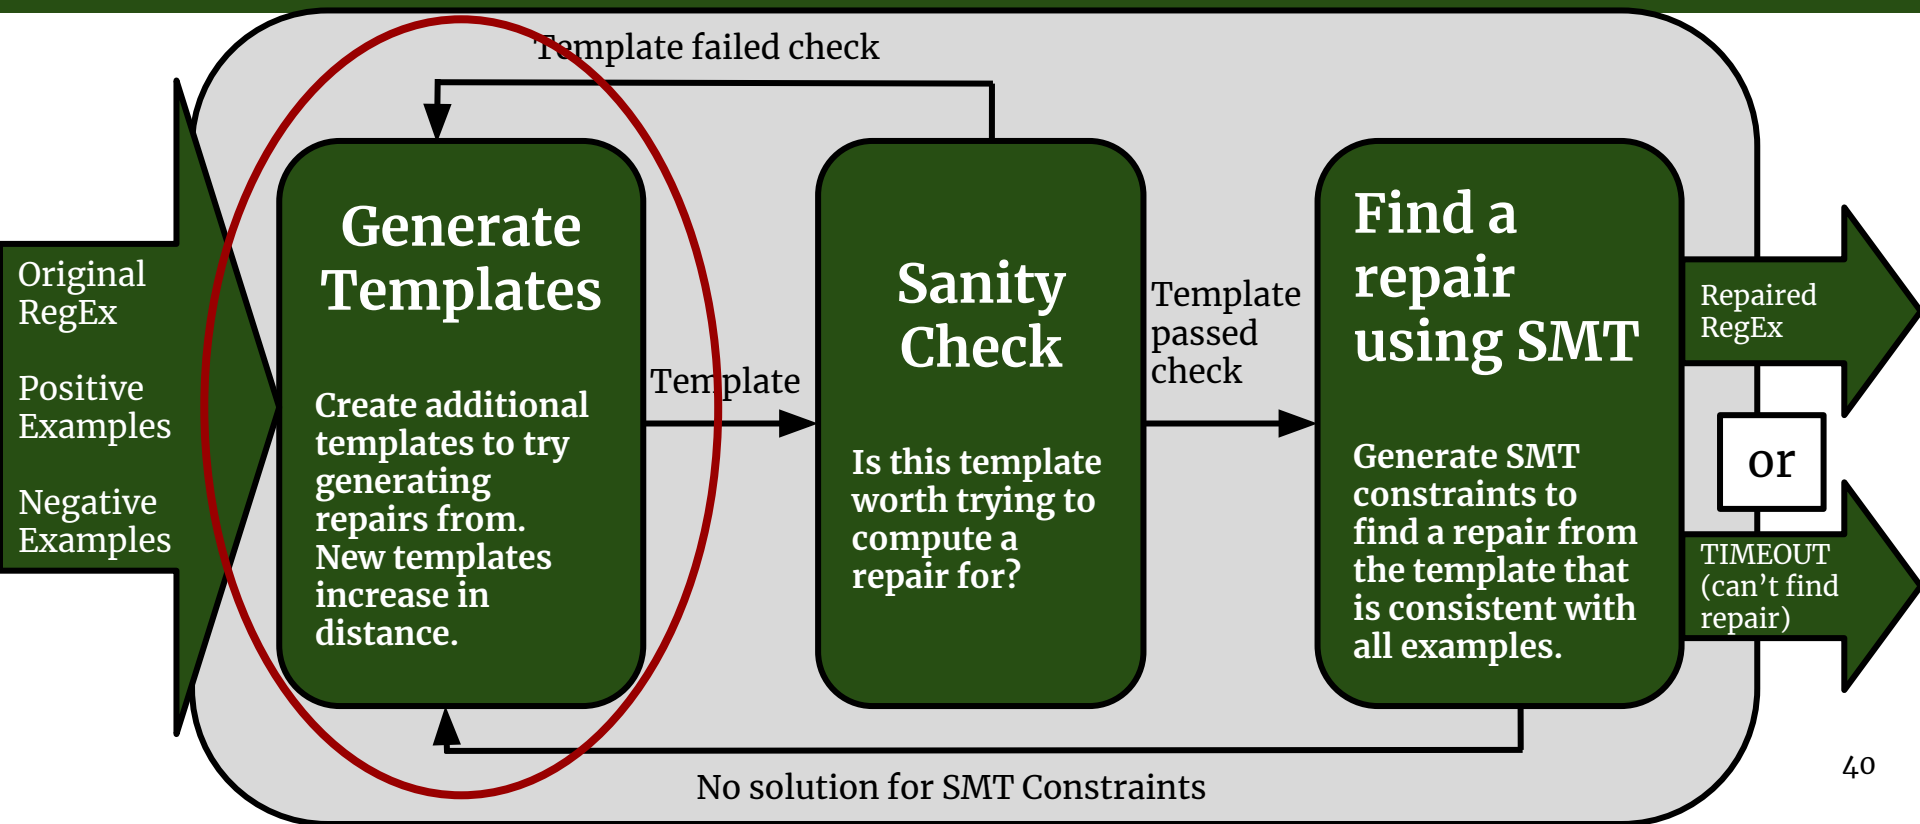 Template failed check
Original
RegEx
Positive
Examples
Negative
Examples
Generate
Templates
Create additional
templates to try
generating
repairs from.
New templates
increase in
distance.
Template
Sanity
Check
Is this template
worth trying to
compute a
repair for?
Template
passed
check
Find a
repair
using SMT
Generate SMT
constraints to
find a repair from
the template that
is consistent with
all examples.
Repaired
RegEx
or
TIMEOUT
(can’t find
repair)
No solution for SMT Constraints
40